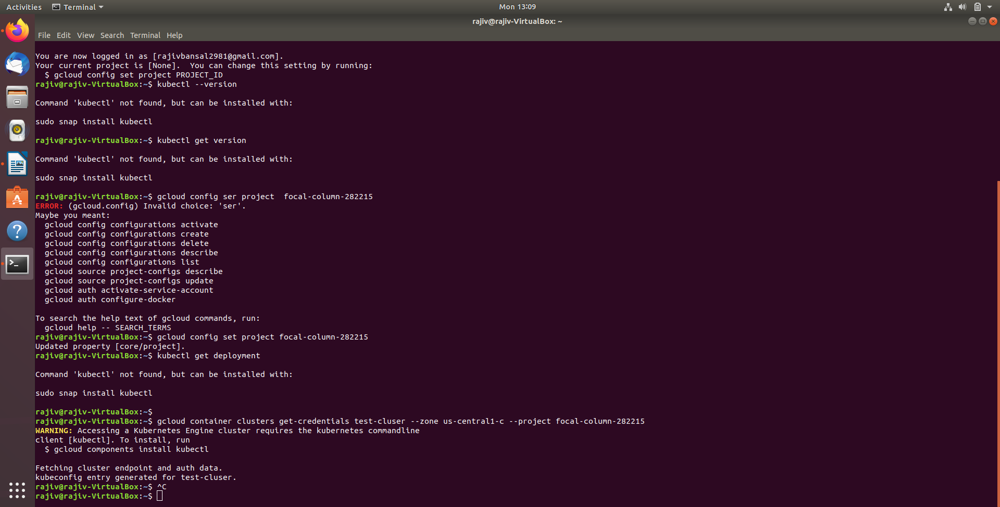 Activities Terminal Mon 13:09
rajiv@rajiv-VirtualBox: ~
File Edit View Search Terminal Help
You are now logged in as [rajivbansal2981@gmail.com].
Your current project is [None].  You can change this setting by running:
  $ gcloud config set project PROJECT_ID
rajiv@rajiv-VirtualBox:~$ kubectl --version
Command 'kubectl' not found, but can be installed with:
sudo snap install kubectl
rajiv@rajiv-VirtualBox:~$ kubectl get version
Command 'kubectl' not found, but can be installed with:
sudo snap install kubectl
rajiv@rajiv-VirtualBox:~$ gcloud config ser project  focal-column-282215
ERROR: (gcloud.config) Invalid choice: 'ser'.
Maybe you meant:
  gcloud config configurations activate
  gcloud config configurations create
  gcloud config configurations delete
  gcloud config configurations describe
  gcloud config configurations list
  gcloud source project-configs describe
  gcloud source project-configs update
  gcloud auth activate-service-account
  gcloud auth configure-docker
To search the help text of gcloud commands, run:
  gcloud help -- SEARCH_TERMS
rajiv@rajiv-VirtualBox:~$ gcloud config set project focal-column-282215
Updated property [core/project].
rajiv@rajiv-VirtualBox:~$ kubectl get deployment
Command 'kubectl' not found, but can be installed with:
sudo snap install kubectl
rajiv@rajiv-VirtualBox:~$
rajiv@rajiv-VirtualBox:~$ gcloud container clusters get-credentials test-cluser --zone us-central1-c --project focal-column-282215
WARNING: Accessing a Kubernetes Engine cluster requires the kubernetes commandline
client [kubectl]. To install, run
  $ gcloud components install kubectl
Fetching cluster endpoint and auth data.
kubeconfig entry generated for test-cluser.
rajiv@rajiv-VirtualBox:~$ ^C
rajiv@rajiv-VirtualBox:~$